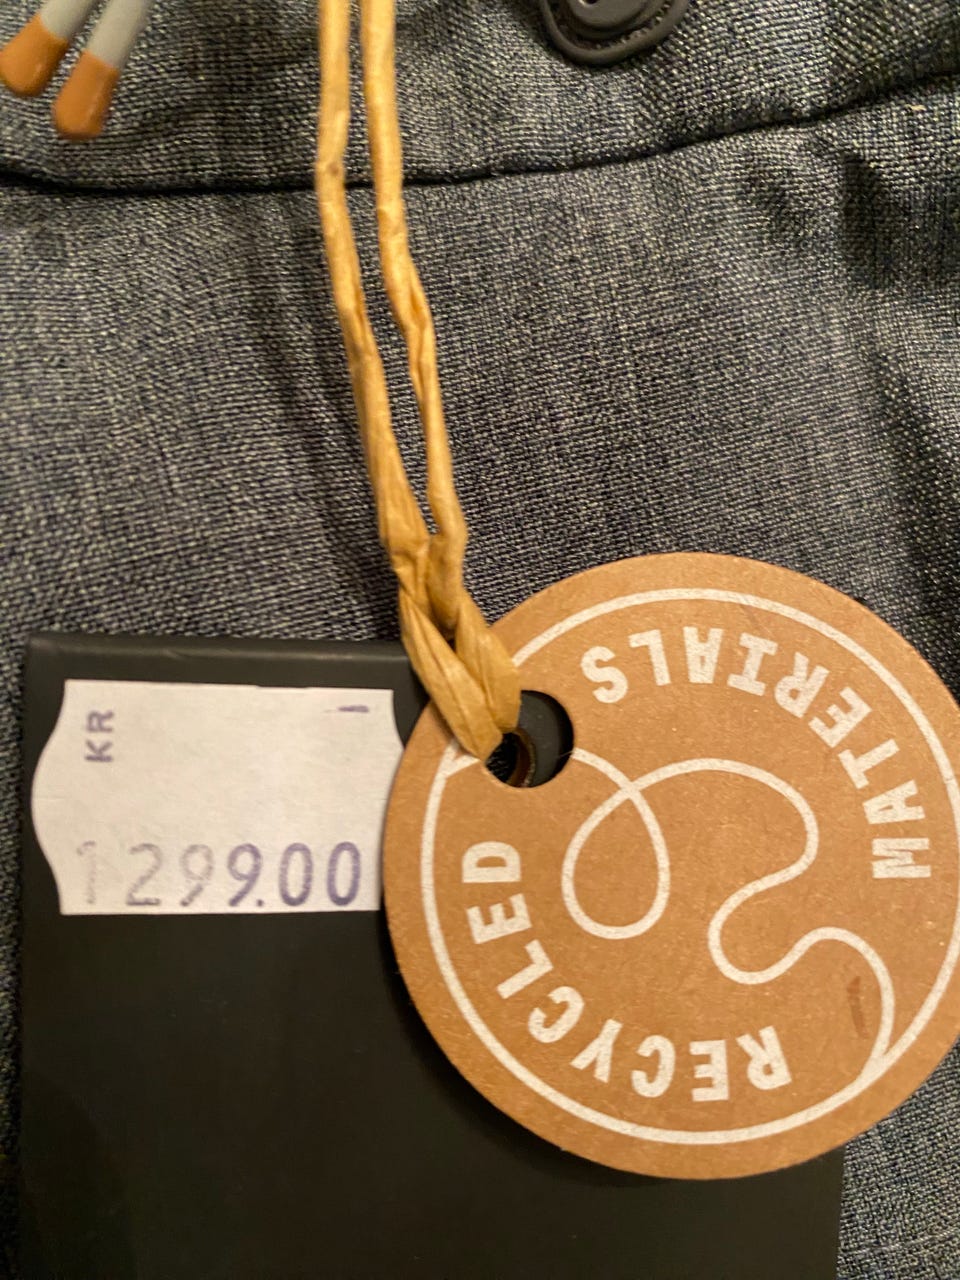 KR
1299.00
RECYCLED
MATERIALS